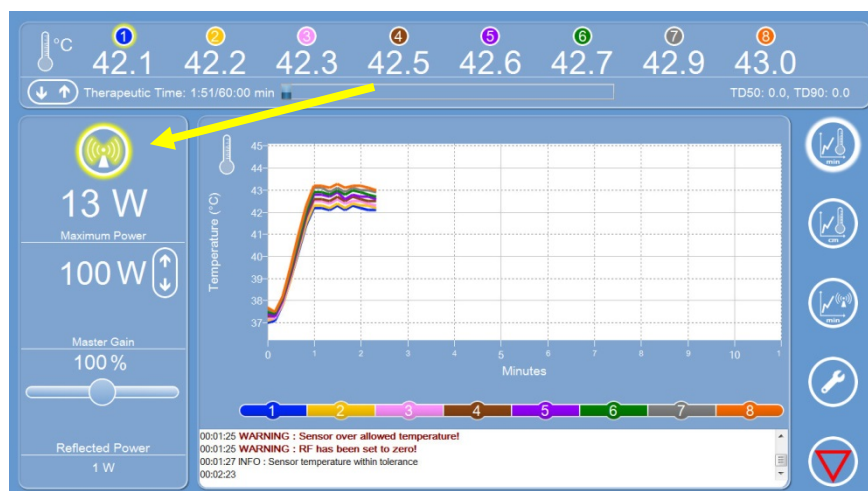 °C 1 2 3 4 5 6 7 8
42.1 42.2 42.3 42.5 42.6 42.7 42.9 43.0
Therapeutic Time: 1:51/60:00 min TD50: 0.0, TD90: 0.0
13 W
Maximum Power
100 W
Master Gain
100 %
Reflected Power
1 W
Temperature (°C)
45
44
43
42
41
40
39
38
37
0 1 2 3 4 5 6 7 8 9 10 1
Minutes
1 2 3 4 5 6 7 8
00:01:25 WARNING : Sensor over allowed temperature!
00:01:25 WARNING : RF has been set to zero!
00:01:27 INFO : Sensor temperature within tolerance
00:02:23
min
cm
min